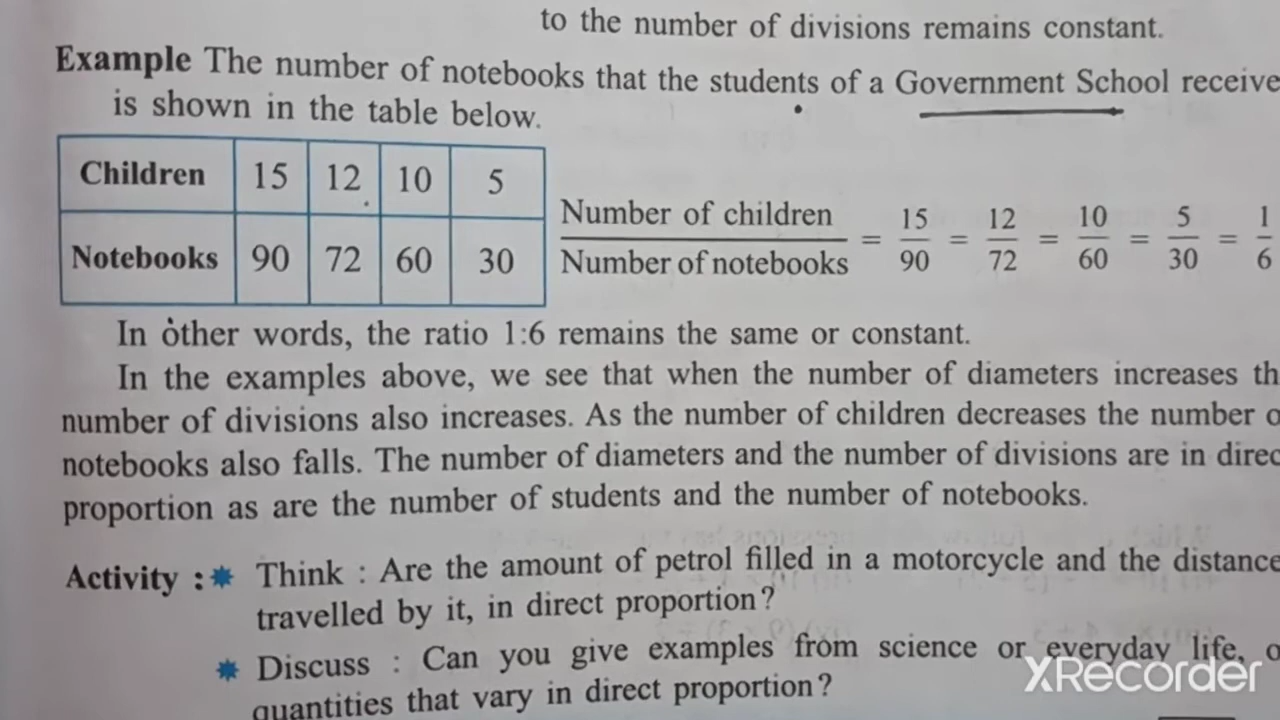 to the number of divisions remains constant.
Example The number of notebooks that the students of a Government School receive
is shown in the table below.
Children 15 12 10 5
Notebooks 90 72 60 30
Number of children / Number of notebooks = 15/90 = 12/72 = 10/60 = 5/30 = 1/6
In other words, the ratio 1:6 remains the same or constant.
In the examples above, we see that when the number of diameters increases th
number of divisions also increases. As the number of children decreases the number o
notebooks also falls. The number of diameters and the number of divisions are in direc
proportion as are the number of students and the number of notebooks.
Activity : * Think : Are the amount of petrol filled in a motorcycle and the distance
travelled by it, in direct proportion?
* Discuss : Can you give examples from science or everyday life, o
quantities that vary in direct proportion?
XRecorder